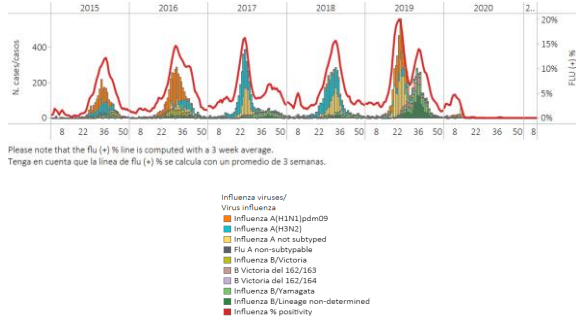 2015 2016 2017 2018 2019 2020 2..
N. cases/casos
400
200
0
20%
15%
10%
5%
0%
FLU (+) %
8 22 36 50 8 22 36 50 8 22 36 50 8 22 36 50 8 22 36 50 8 22 36 50 8
Please note that the flu (+) % line is computed with a 3 week average.
Tenga en cuenta que la línea de flu (+) % se calcula con un promedio de 3 semanas.
Influenza viruses/
Virus influenza
Influenza A(H1N1)pdm09
Influenza A(H3N2)
Influenza A not subtyped
Flu A non-subtypable
Influenza B/Victoria
B Victoria del 162/163
B Victoria del 162/164
Influenza B/Yamagata
Influenza B/Lineage non-determined
Influenza % positivity